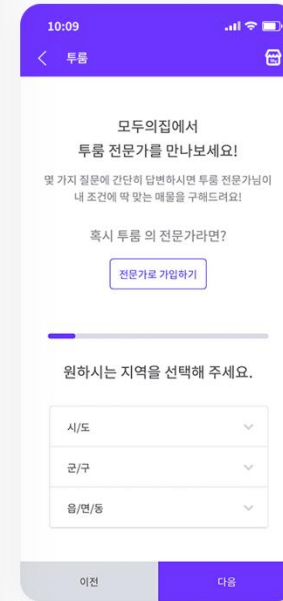 10:09
투룸
모두의집에서
투룸 전문가를 만나보세요!
몇 가지 질문에 간단히 답변하시면 투룸 전문가님이
내 조건에 딱 맞는 매물을 구해드려요!
혹시 투룸 의 전문가라면?
전문가로 가입하기
원하시는 지역을 선택해 주세요.
시/도
군/구
읍/면/동
이전
다음